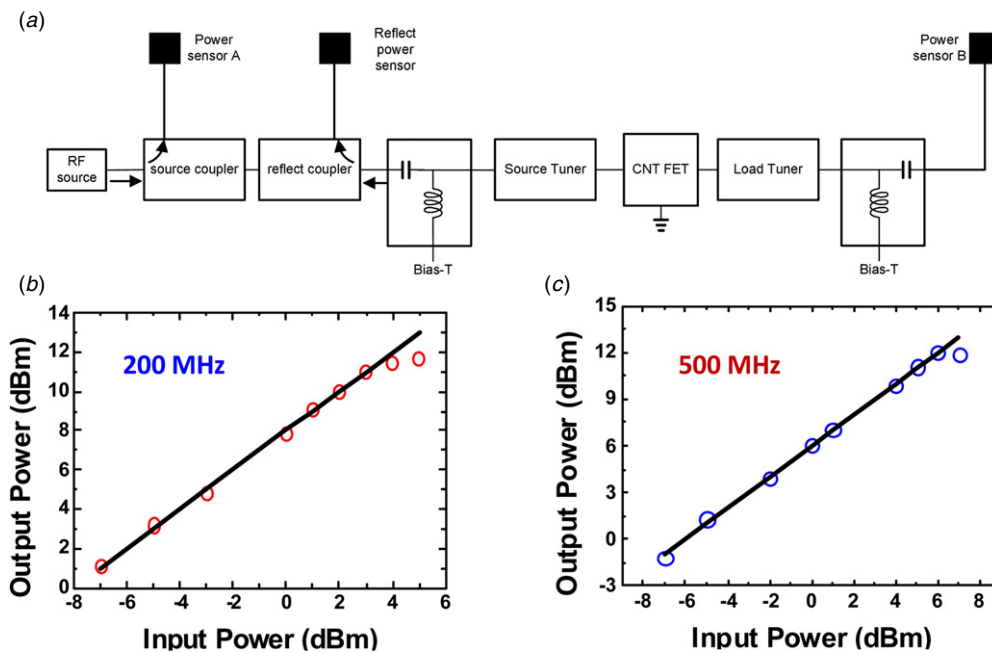 (a)
Power
sensor A
Reflect
power
sensor
Power
sensor B
RF
source
source coupler
reflect coupler
Source Tuner
CNT FET
Load Tuner
Bias-T
Bias-T
(b)
14
12
10
8
6
4
2
0
Output Power (dBm)
200 MHz
-8 -6 -4 -2 0 2 4 6
Input Power (dBm)
(c)
15
12
9
6
3
0
-3
Output Power (dBm)
500 MHz
-8 -6 -4 -2 0 2 4 6 8
Input Power (dBm)